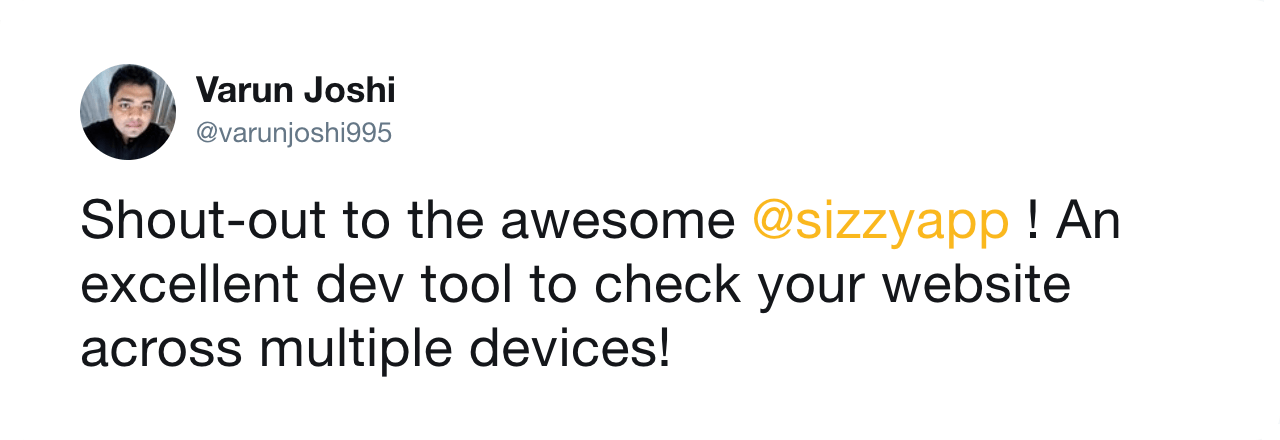 Varun Joshi
@varunjoshi995
Shout-out to the awesome @sizzyapp ! An
excellent dev tool to check your website
across multiple devices!